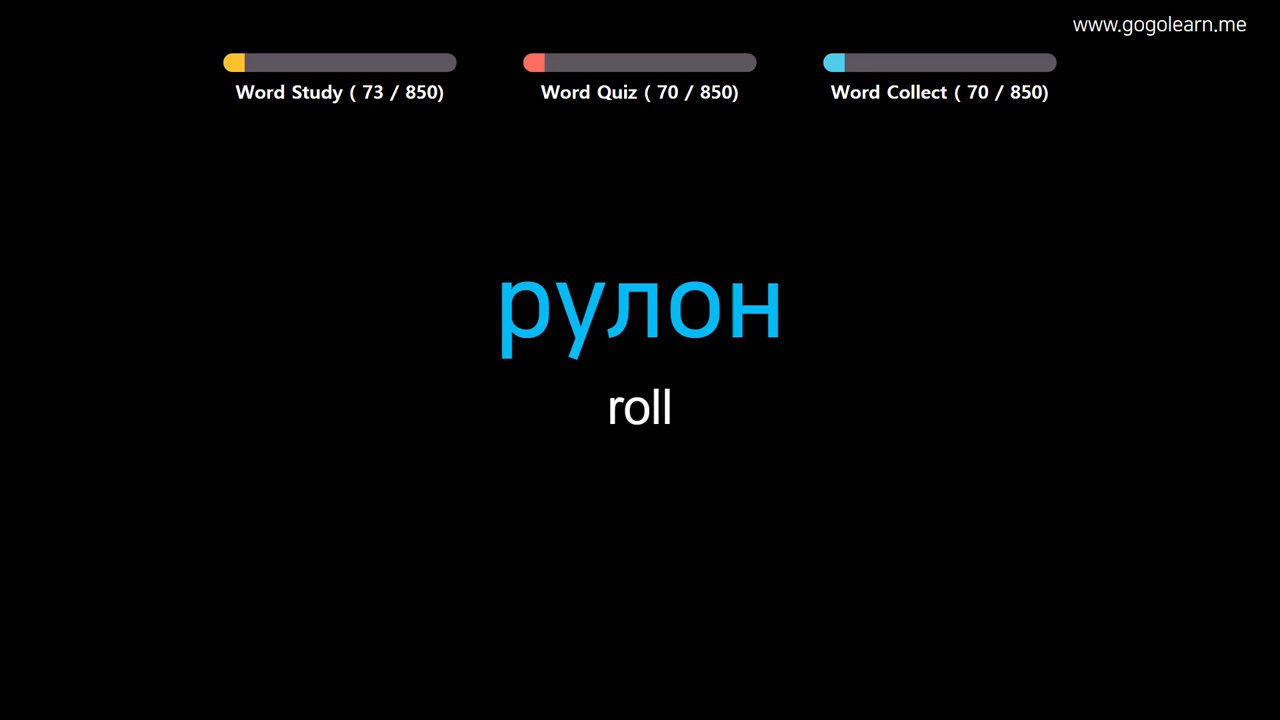 www.gogolearn.me
Word Study ( 73 / 850)
Word Quiz ( 70 / 850)
Word Collect ( 70 / 850)
рулон
roll